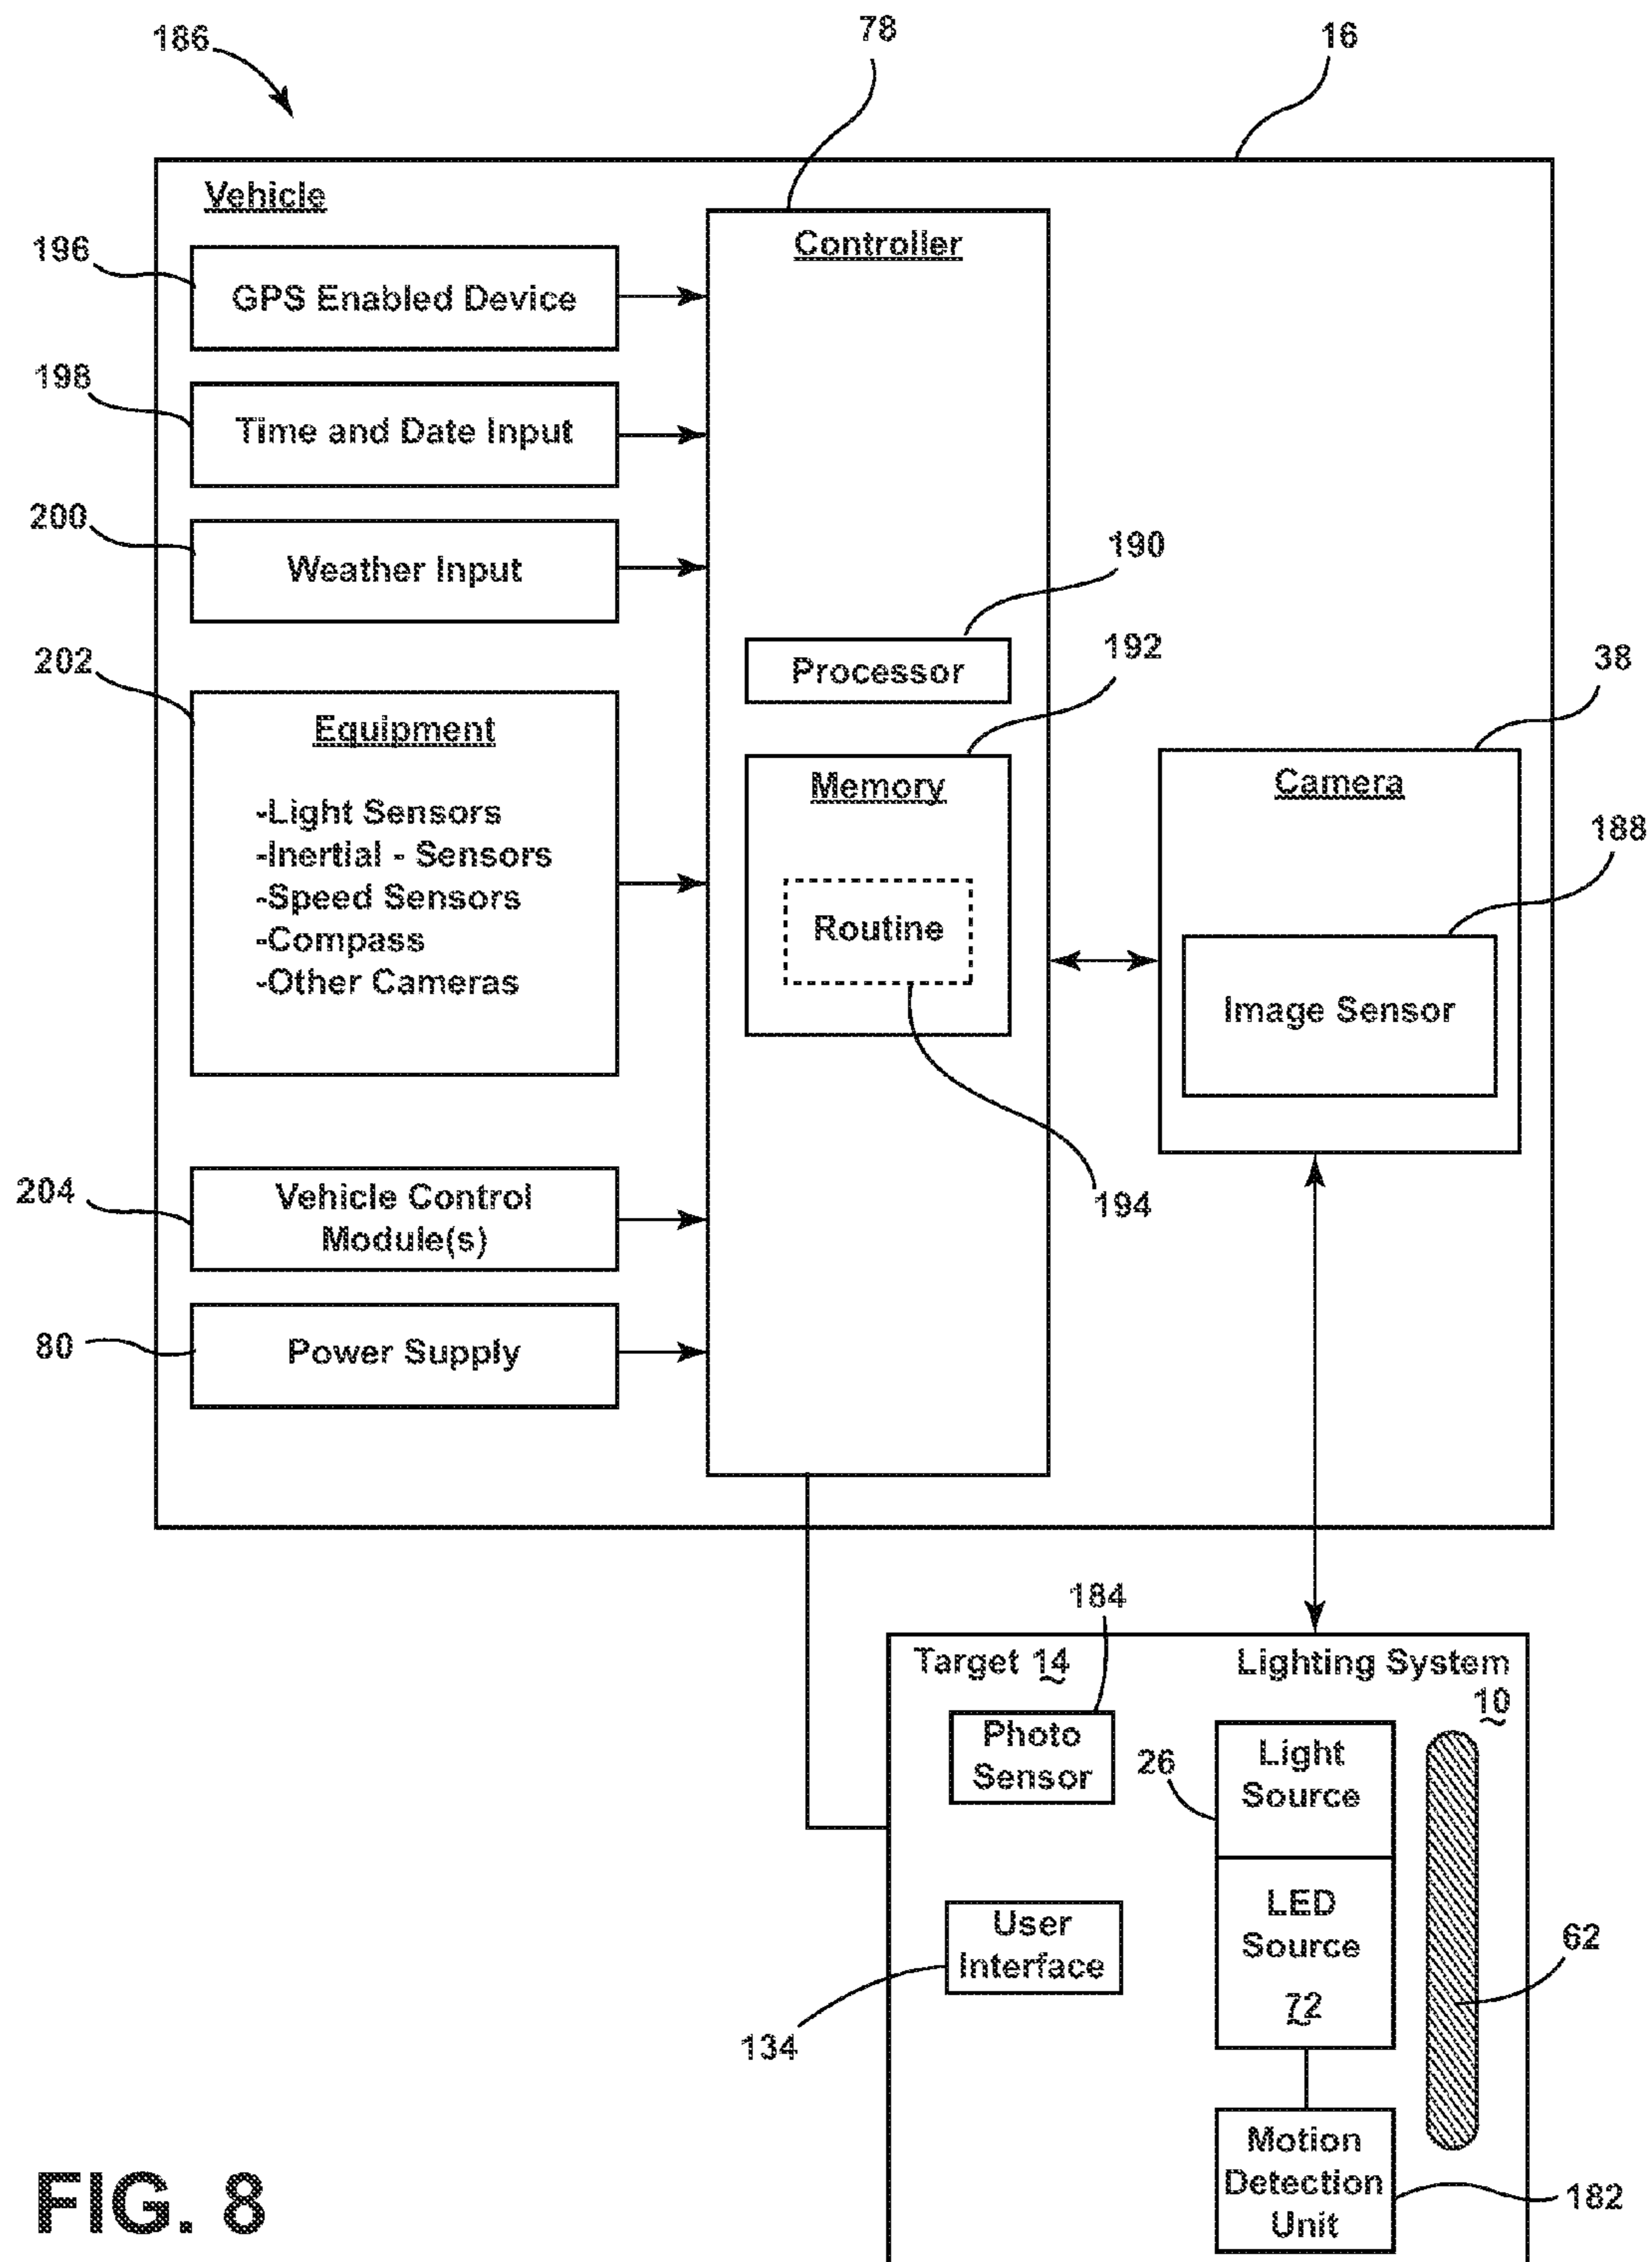 186
78
16
Vehicle
Controller
196
GPS Enabled Device
198
Time and Date Input
200
Weather Input
190
Processor
202
Equipment
-Light Sensors
-Inertial - Sensors
-Speed Sensors
-Compass
-Other Cameras
192
Memory
Routine
194
38
Camera
188
Image Sensor
204
Vehicle Control
Module(s)
80
Power Supply
184
Target 14
Lighting System
10
Photo
Sensor
26
Light
Source
LED
Source
72
User
Interface
62
134
Motion
Detection
Unit
182
FIG. 8